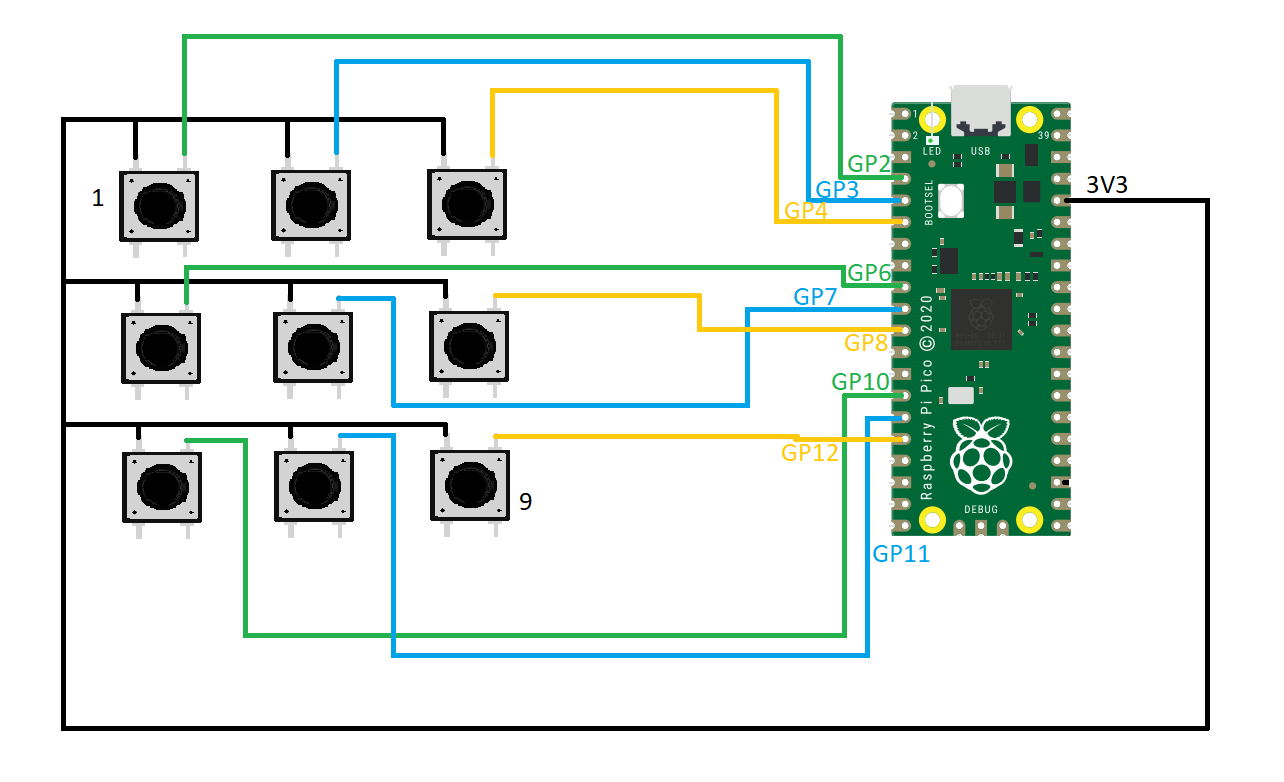 1
2
39
LED
USB
GP2
3V3
GP3
BOOTSEL
1
GP4
GP6
GP7
GP8
Raspberry Pi Pico © 2020
GP10
GP12
9
DEBUG
GP11